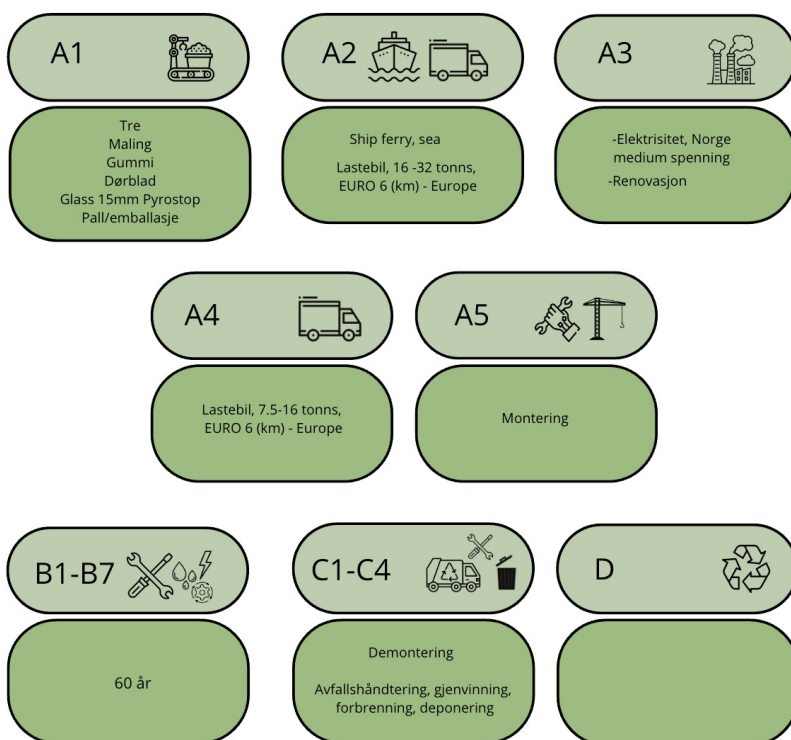 A1
Tre
Maling
Gummi
Dørblad
Glass 15mm Pyrostop
Pall/emballasje
A2
Ship ferry, sea
Lastebil, 16 -32 tonns,
EURO 6 (km) - Europe
A3
-Elektrisitet, Norge
medium spenning
-Renovasjon
A4
Lastebil, 7.5-16 tonns,
EURO 6 (km) - Europe
A5
Montering
B1-B7
60 år
C1-C4
Demontering
Avfallshåndtering, gjenvinning,
forbrenning, deponering
D